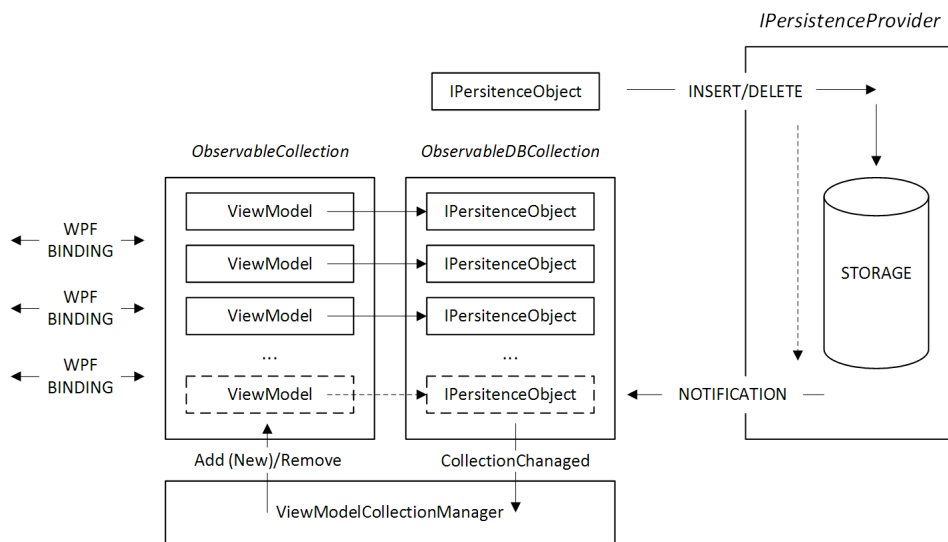 IPersistenceProvider
IPersitenceObject
INSERT/DELETE
ObservableCollection
ObservableDBCollection
ViewModel
IPersitenceObject
WPF
BINDING
ViewModel
IPersitenceObject
STORAGE
WPF
BINDING
ViewModel
IPersitenceObject
...
...
WPF
BINDING
ViewModel
IPersitenceObject
NOTIFICATION
Add (New)/Remove
CollectionChanaged
ViewModelCollectionManager